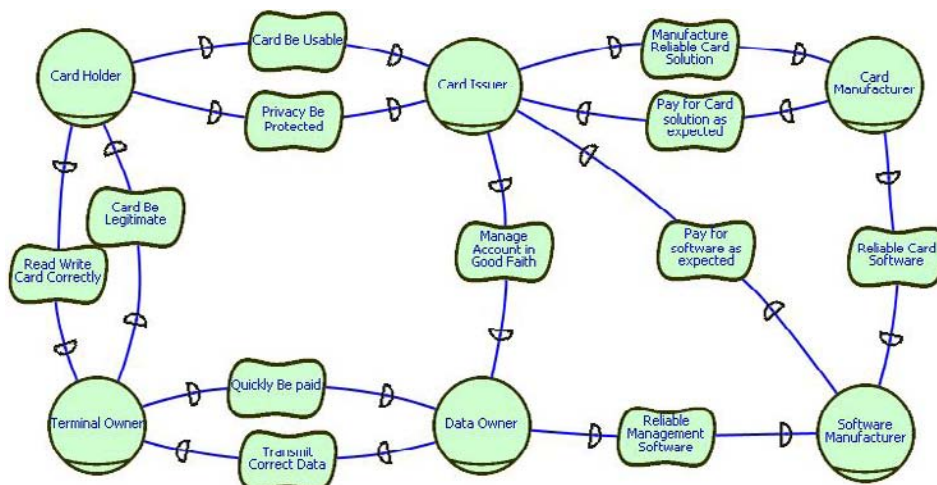 Card Holder
Card Be Usable
Privacy Be
Protected
Card Issuer
Manufacture
Reliable Card
Solution
Pay for Card
solution as
expected
Card
Manufacturer
Card Be
Legitimate
Read Write
Card Correctly
Manage
Account in
Good Faith
Pay for
software as
expected
Reliable Card
Software
Terminal Owner
Quickly Be paid
Transmit
Correct Data
Data Owner
Reliable
Management
Software
Software
Manufacturer